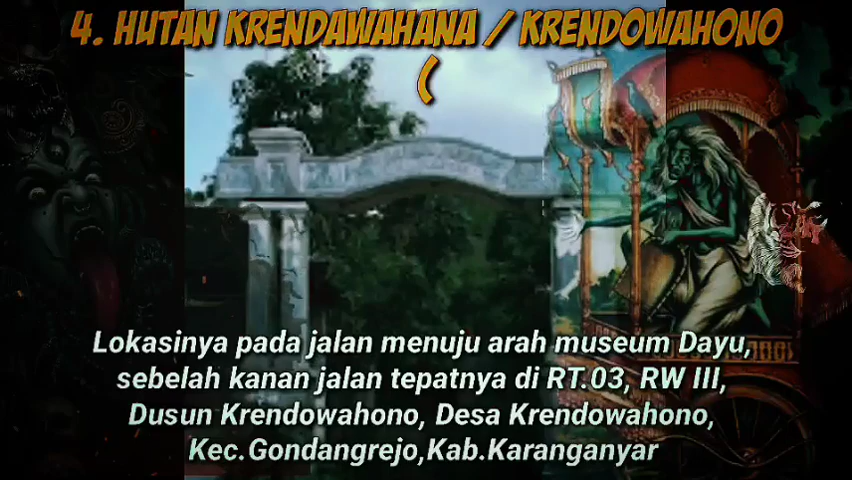 4. HUTAN KRENDAWAHANA / KRENDOWAHONO
(
Lokasinya pada jalan menuju arah museum Dayu,
sebelah kanan jalan tepatnya di RT.03, RW III,
Dusun Krendowahono, Desa Krendowahono,
Kec.Gondangrejo,Kab.Karanganyar